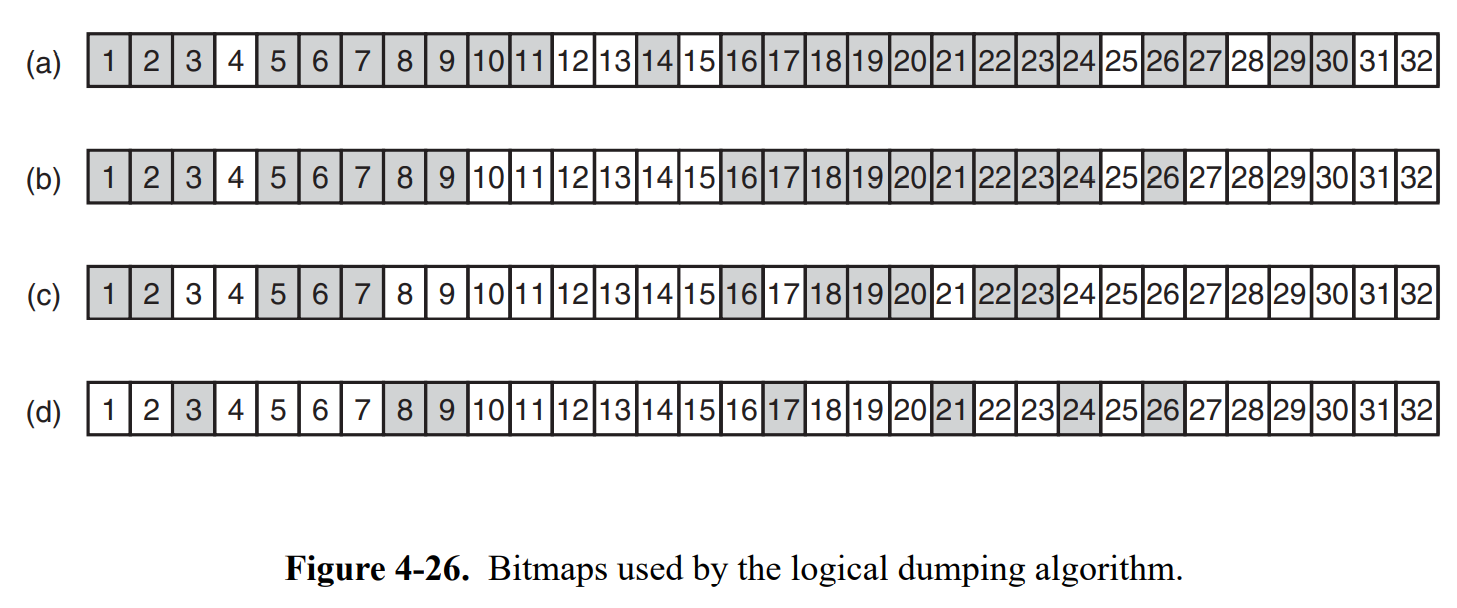 (a) 1 2 3 4 5 6 7 8 9 10 11 12 13 14 15 16 17 18 19 20 21 22 23 24 25 26 27 28 29 30 31 32
(b) 1 2 3 4 5 6 7 8 9 10 11 12 13 14 15 16 17 18 19 20 21 22 23 24 25 26 27 28 29 30 31 32
(c) 1 2 3 4 5 6 7 8 9 10 11 12 13 14 15 16 17 18 19 20 21 22 23 24 25 26 27 28 29 30 31 32
(d) 1 2 3 4 5 6 7 8 9 10 11 12 13 14 15 16 17 18 19 20 21 22 23 24 25 26 27 28 29 30 31 32
Figure 4-26. Bitmaps used by the logical dumping algorithm.